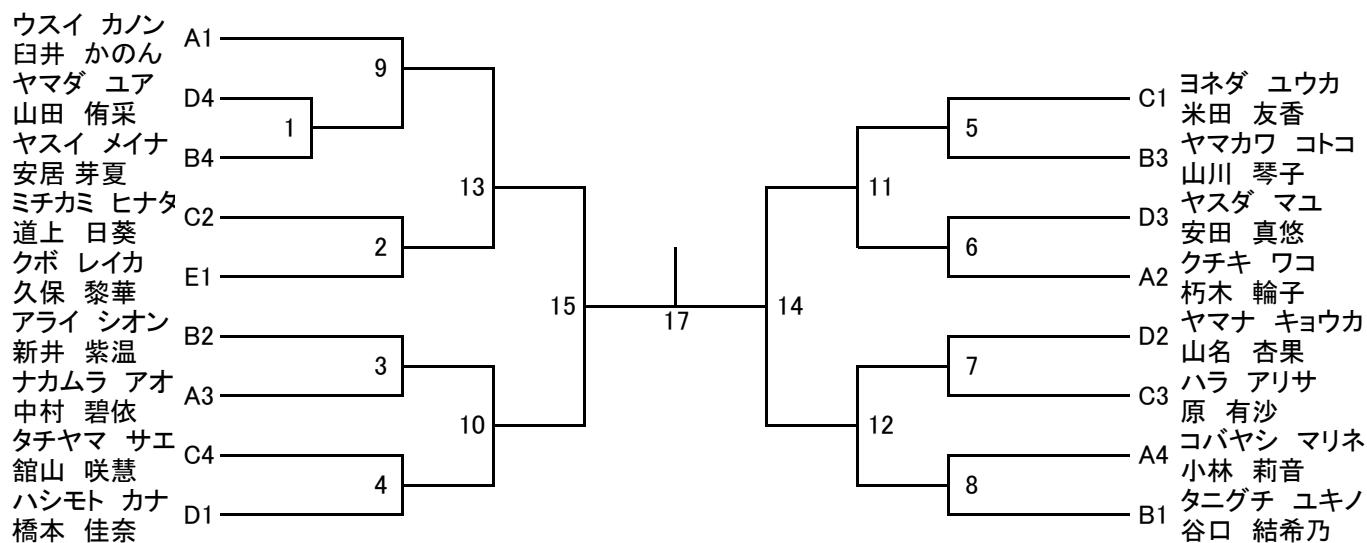 ウスイ カノン
臼井 かのん
A1
ヤマダ ユア
山田 侑采
D4
ヤスイ メイナ
安居 芽夏
B4
ミチカミ ヒナタ
道上 日葵
C2
クボ レイカ
久保 黎華
E1
アライ シオン
新井 紫温
B2
ナカムラ アオ
中村 碧依
A3
タチヤマ サエ
舘山 咲慧
C4
ハシモト カナ
橋本 佳奈
D1
9
1
13
2
15
3
10
4
17
14
11
5
6
12
7
8
C1
ヨネダ ユウカ
米田 友香
B3
ヤマカワ コトコ
山川 琴子
D3
ヤスダ マユ
安田 真悠
A2
クチキ ワコ
朽木 輪子
D2
ヤマナ キョウカ
山名 杏果
C3
ハラ アリサ
原 有沙
A4
コバヤシ マリネ
小林 莉音
B1
タニグチ ユキノ
谷口 結希乃